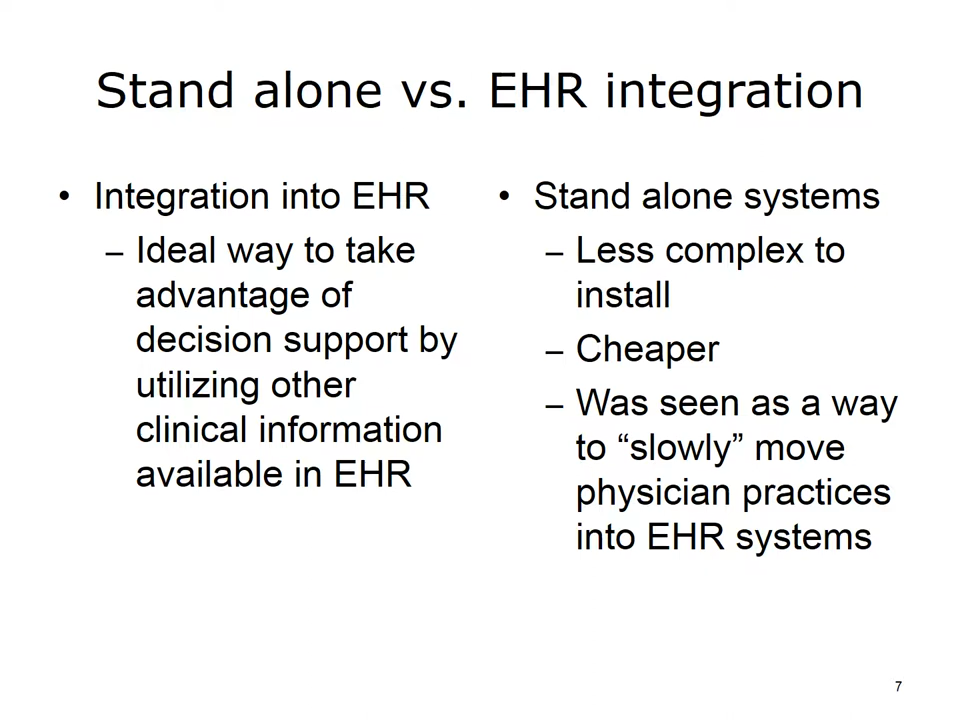 Stand alone vs. EHR integration
• Integration into EHR
– Ideal way to take
advantage of
decision support by
utilizing other
clinical information
available in EHR
• Stand alone systems
– Less complex to
install
– Cheaper
– Was seen as a way
to “slowly” move
physician practices
into EHR systems
7